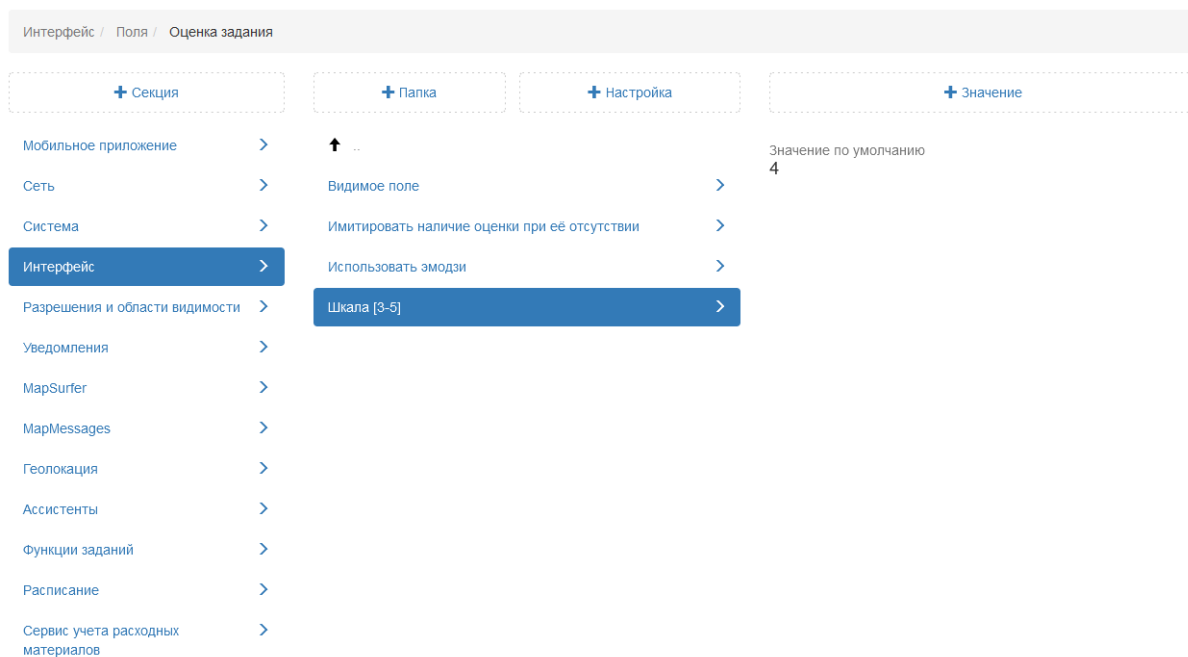 Интерфейс / Поля / Оценка задания
+ Секция
+ Папка
+ Настройка
+ Значение
Мобильное приложение
Сеть
Система
Интерфейс
Разрешения и области видимости
Уведомления
MapSurfer
MapMessages
Геолокация
Ассистенты
Функции заданий
Расписание
Сервис учета расходных
материалов
..
Видимое поле
Имитировать наличие оценки при её отсутствии
Использовать эмодзи
Шкала [3-5]
Значение по умолчанию
4